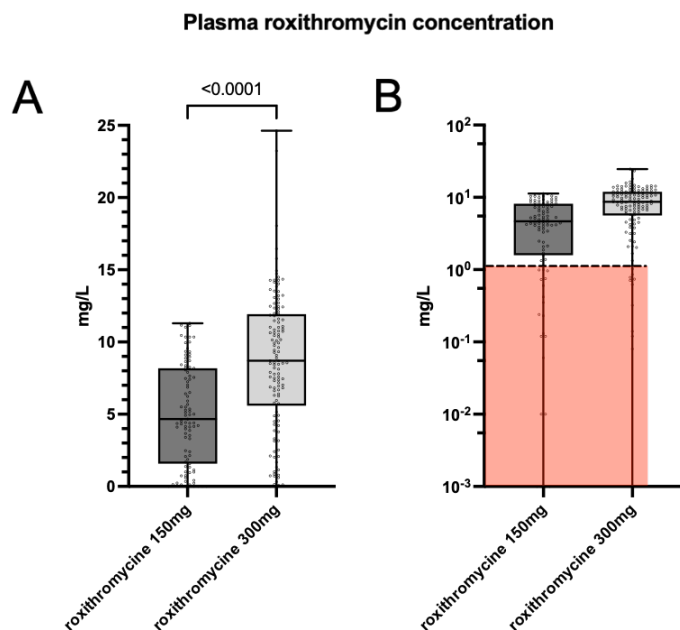 Plasma roxithromycin concentration
A
<0.0001
25
20
15
10
5
0
mg/L
roxithromycine 150mg
roxithromycine 300mg
B
10²
10¹
10⁰
10⁻¹
10⁻²
10⁻³
mg/L
roxithromycine 150mg
roxithromycine 300mg